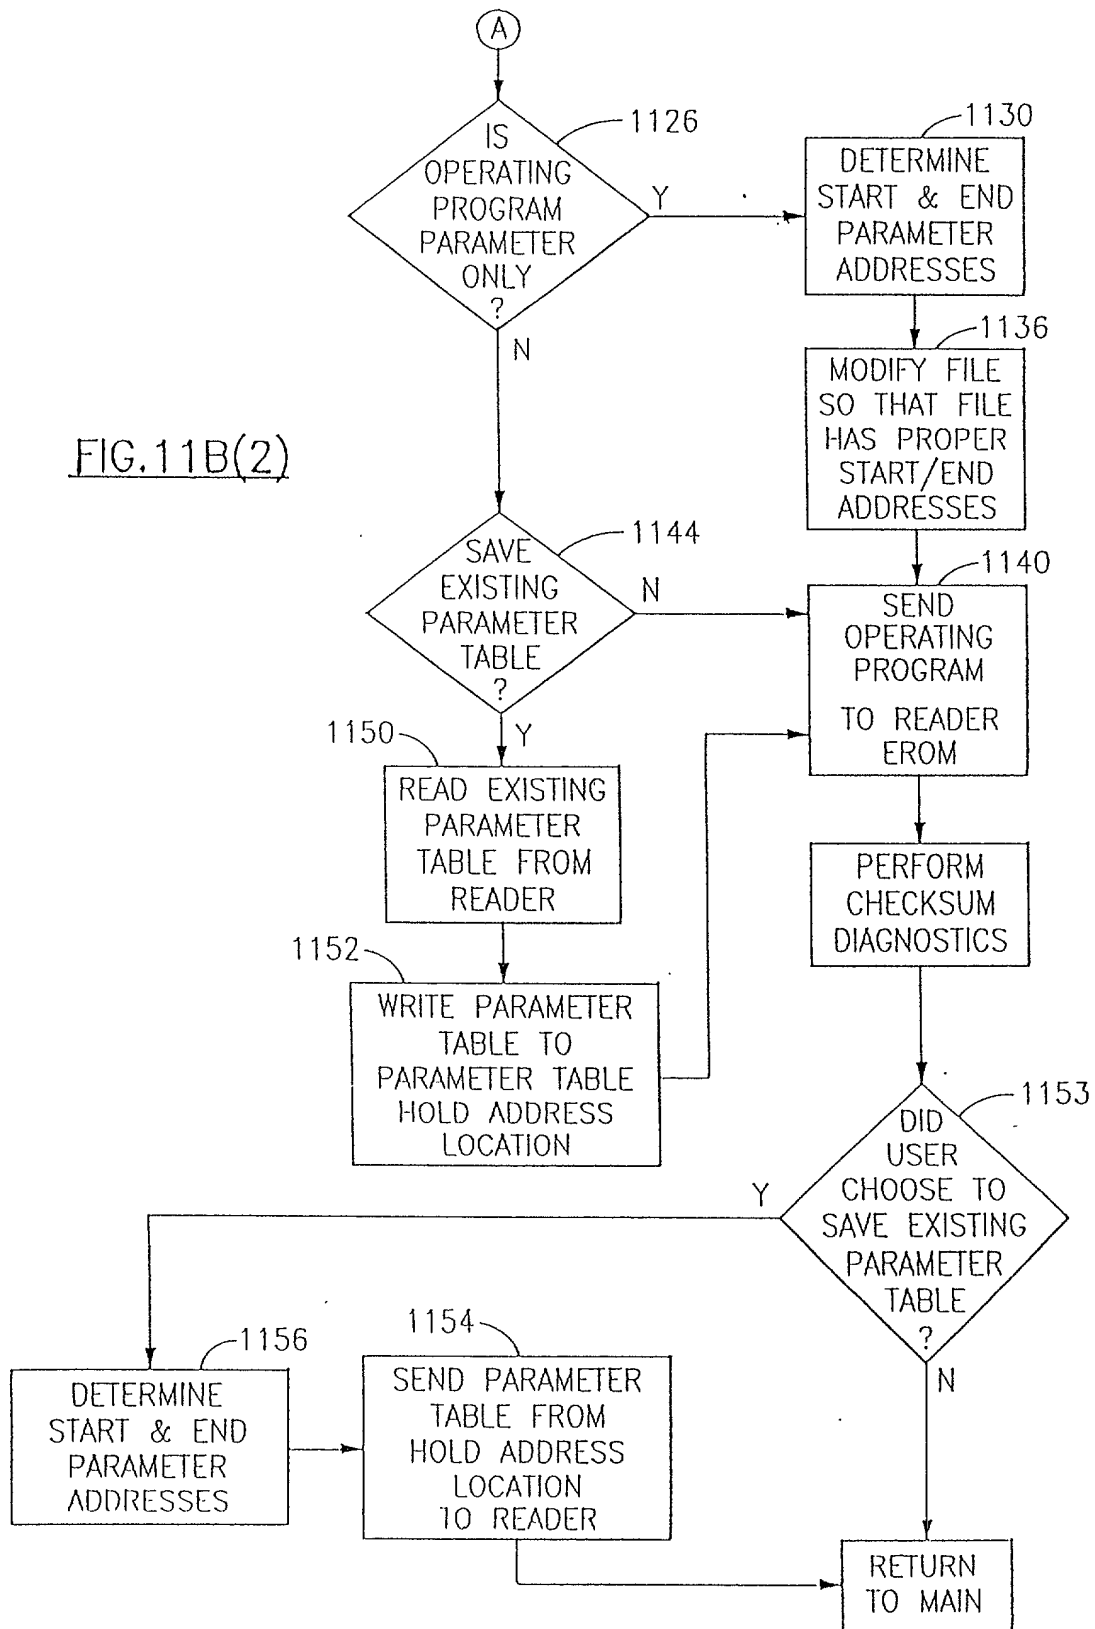 A
1126
IS
OPERATING
PROGRAM
PARAMETER
ONLY
?
Y
N
1130
DETERMINE
START & END
PARAMETER
ADDRESSES
1136
MODIFY FILE
SO THAT FILE
HAS PROPER
START/END
ADDRESSES
FIG.11B(2)
1144
SAVE
EXISTING
PARAMETER
TABLE
?
N
Y
1140
SEND
OPERATING
PROGRAM
TO READER
EROM
1150
READ EXISTING
PARAMETER
TABLE FROM
READER
PERFORM
CHECKSUM
DIAGNOSTICS
1152
WRITE PARAMETER
TABLE TO
PARAMETER TABLE
HOLD ADDRESS
LOCATION
1153
DID
USER
CHOOSE TO
SAVE EXISTING
PARAMETER
TABLE
?
Y
N
1156
DETERMINE
START & END
PARAMETER
ADDRESSES
1154
SEND PARAMETER
TABLE FROM
HOLD ADDRESS
LOCATION
TO READER
RETURN
TO MAIN